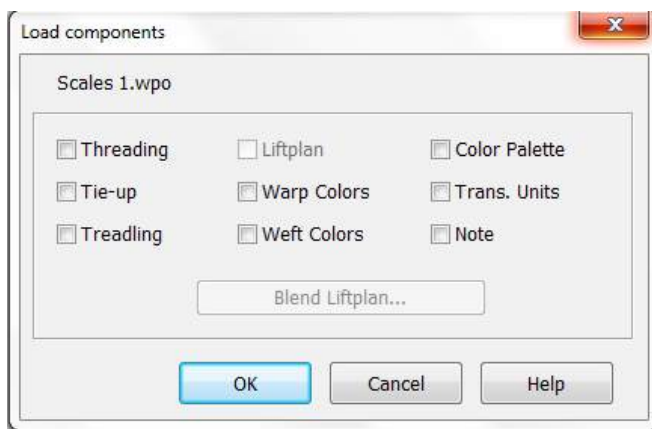 Load components
Scales 1.wpo
Threading Liftplan Color Palette
Tie-up Warp Colors Trans. Units
Treadling Weft Colors Note
Blend Liftplan...
OK Cancel Help